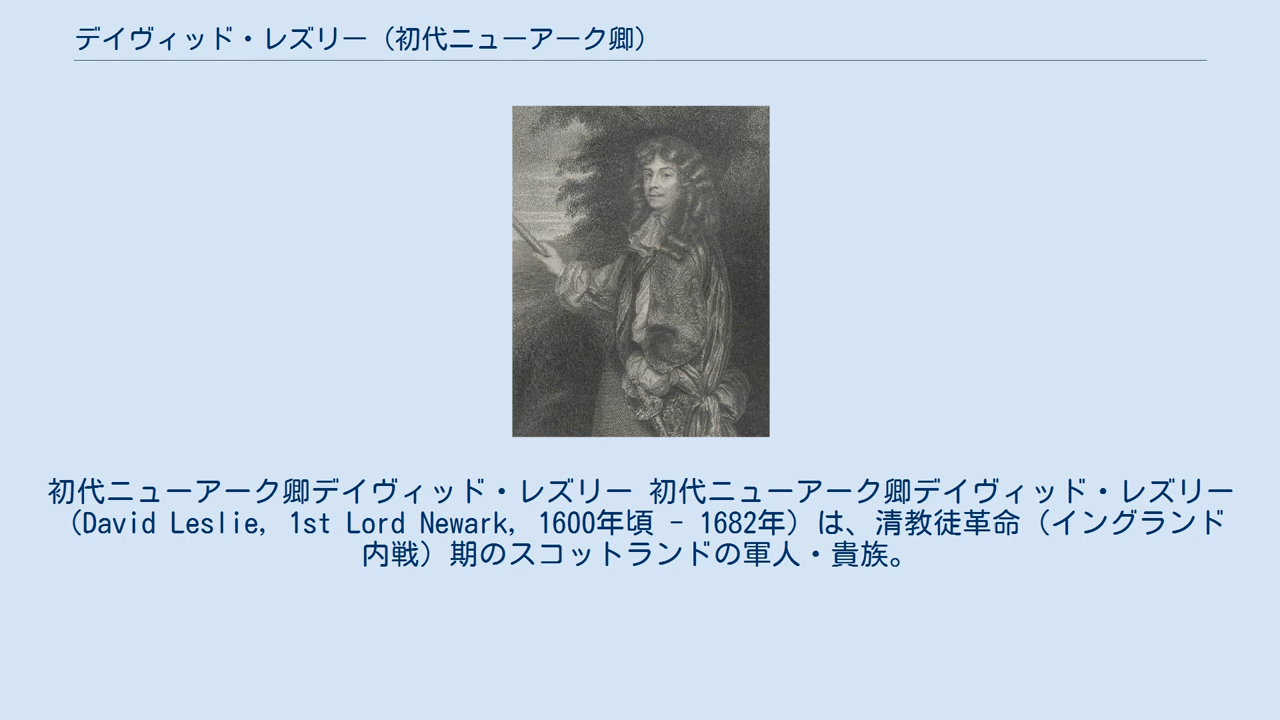 デイヴィッド・レズリー（初代ニューアーク卿）
初代ニューアーク卿デイヴィッド・レズリー 初代ニューアーク卿デイヴィッド・レズリー
（David Leslie, 1st Lord Newark, 1600年頃 - 1682年）は、清教徒革命（イングランド
内戦）期のスコットランドの軍人・貴族。